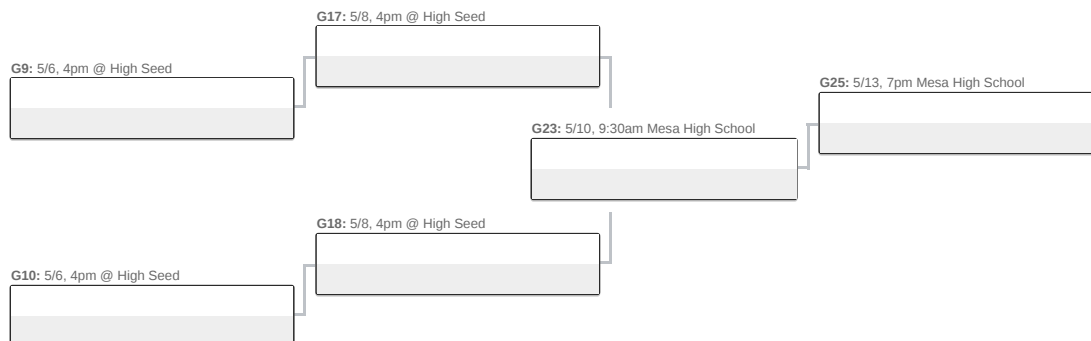 G17: 5/8, 4pm @ High Seed
G9: 5/6, 4pm @ High Seed
G25: 5/13, 7pm Mesa High School
G23: 5/10, 9:30am Mesa High School
G18: 5/8, 4pm @ High Seed
G10: 5/6, 4pm @ High Seed